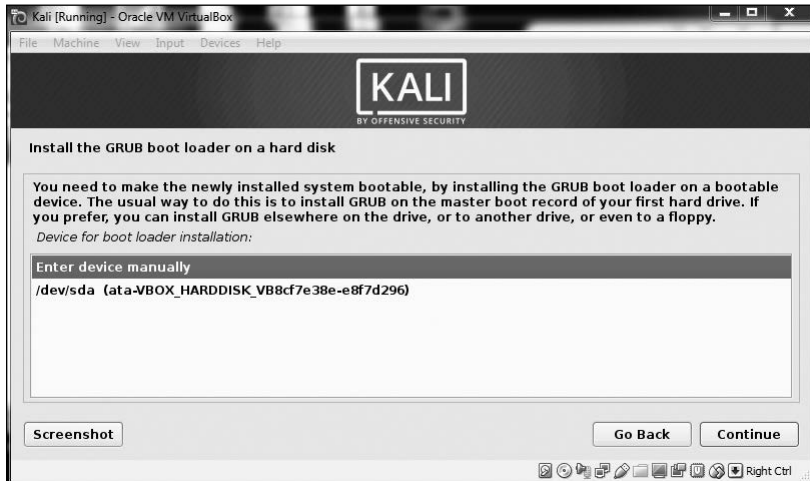 Kali [Running] - Oracle VM VirtualBox
File Machine View Input Devices Help
KALI
BY OFFENSIVE SECURITY
Install the GRUB boot loader on a hard disk
You need to make the newly installed system bootable, by installing the GRUB boot loader on a bootable
device. The usual way to do this is to install GRUB on the master boot record of your first hard drive. If
you prefer, you can install GRUB elsewhere on the drive, or to another drive, or even to a floppy.
Device for boot loader installation:
Enter device manually
/dev/sda (ata-VBOX_HARDDISK_VB8cf7e38e-e8f7d296)
Screenshot
Go Back
Continue
Right Ctrl